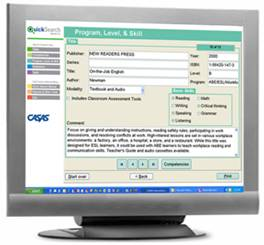 QuickSearch
Program, Level, & Skill
Publisher: NEW READERS PRESS
Year: 2000
Series:
ISBN: 1-56420-147-3
Title: On-the-Job English
Level: B
Author: Newman
Program: ABE/ESL/Vocatio
Modality: Textbook and Audio
Basic Skills
Includes Classroom Assessment Tools
Reading Math
Writing Critical thinking
Speaking Grammar
Listening
Comment
Focus on giving and understanding instructions, reading safety rules, participating in work
discussions, and resolving conflicts at work. High-interest lessons are set in various workplace
environments: a factory, an office, a hospital, a store, and a restaurant. While this title was
designed for ESL learners, it could be used with ABE learners to teach workplace reading and
communication skills. Teacher's Guide and audio cassettes available.
Competencies
Start over
< Back
Print
CASAS